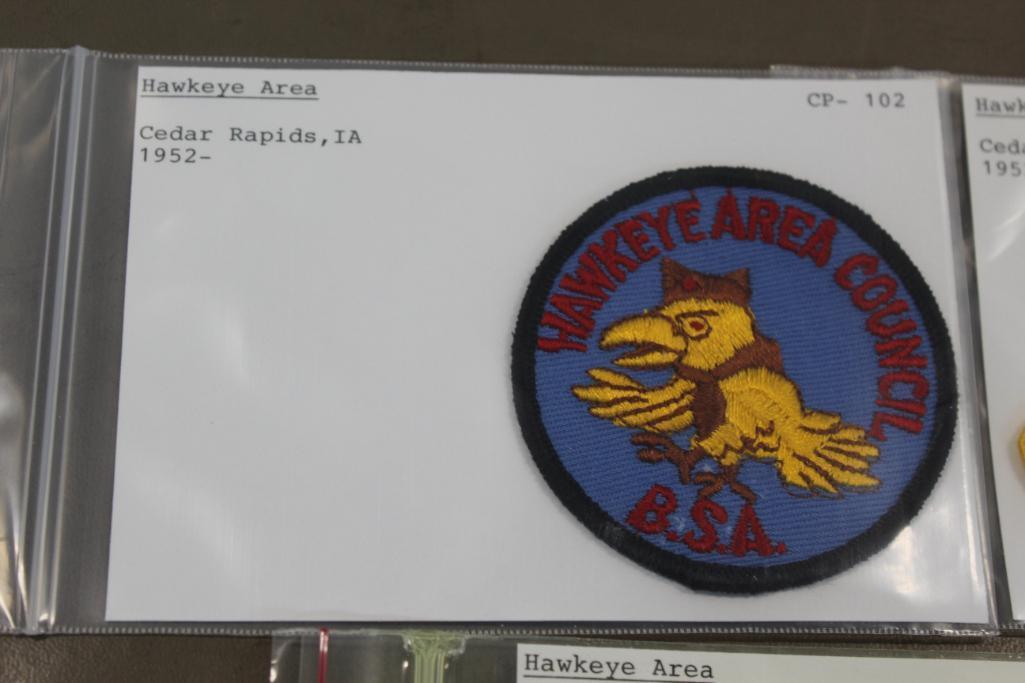 Hawkeye Area
CP- 102
Cedar Rapids,IA
1952-
HAWKEYE AREA COUNCIL
B.S.A.
Hawkeye Area